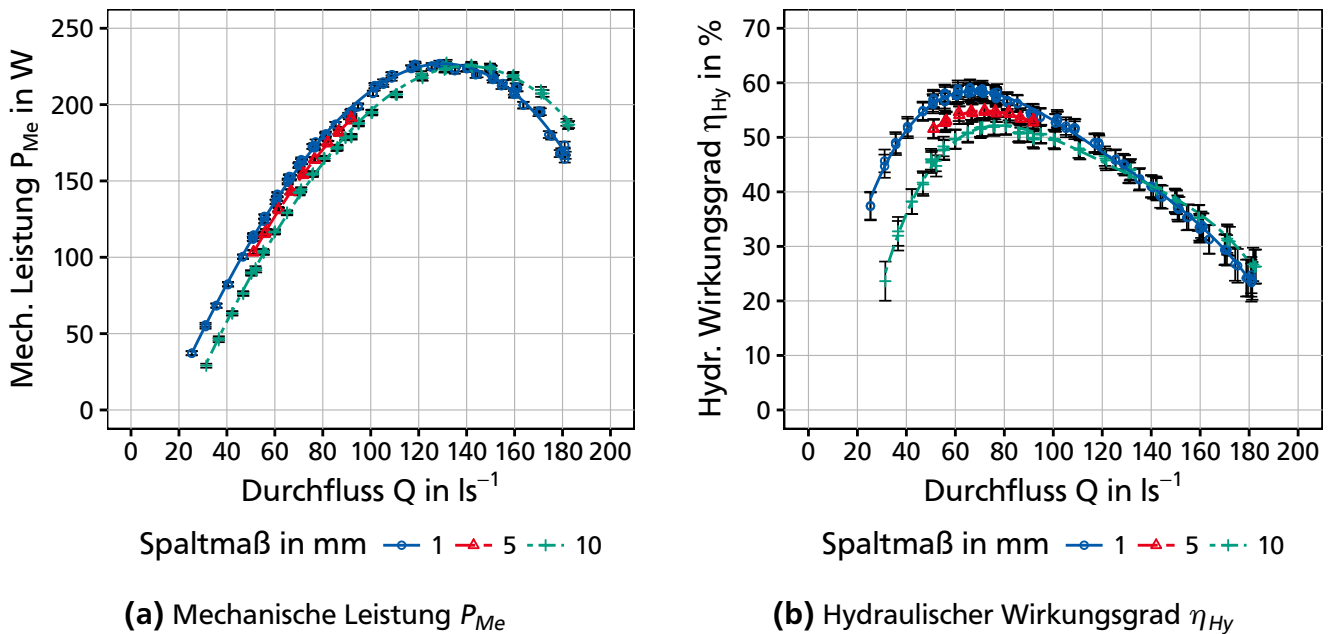 Mech. Leistung P_Me in W
250
200
150
100
50
0
0 20 40 60 80 100 120 140 160 180 200
Durchfluss Q in ls⁻¹
Spaltmaß in mm 1 5 10
(a) Mechanische Leistung P_Me
Hydr. Wirkungsgrad η_Hy in %
70
60
50
40
30
20
10
0
0 20 40 60 80 100 120 140 160 180 200
Durchfluss Q in ls⁻¹
Spaltmaß in mm 1 5 10
(b) Hydraulischer Wirkungsgrad η_Hy